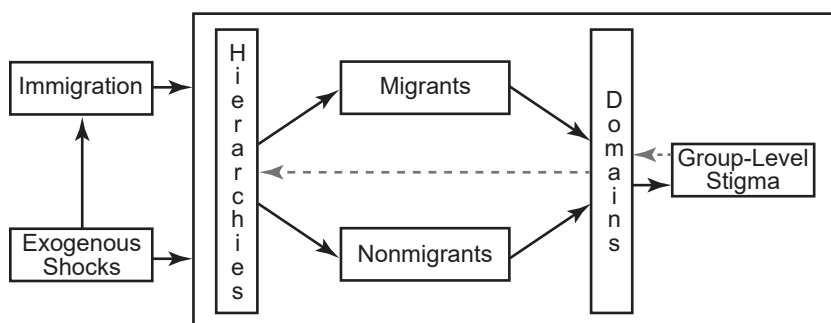 Immigration
Exogenous
Shocks
Hierarchies
Migrants
Nonmigrants
Domains
Group-Level
Stigma